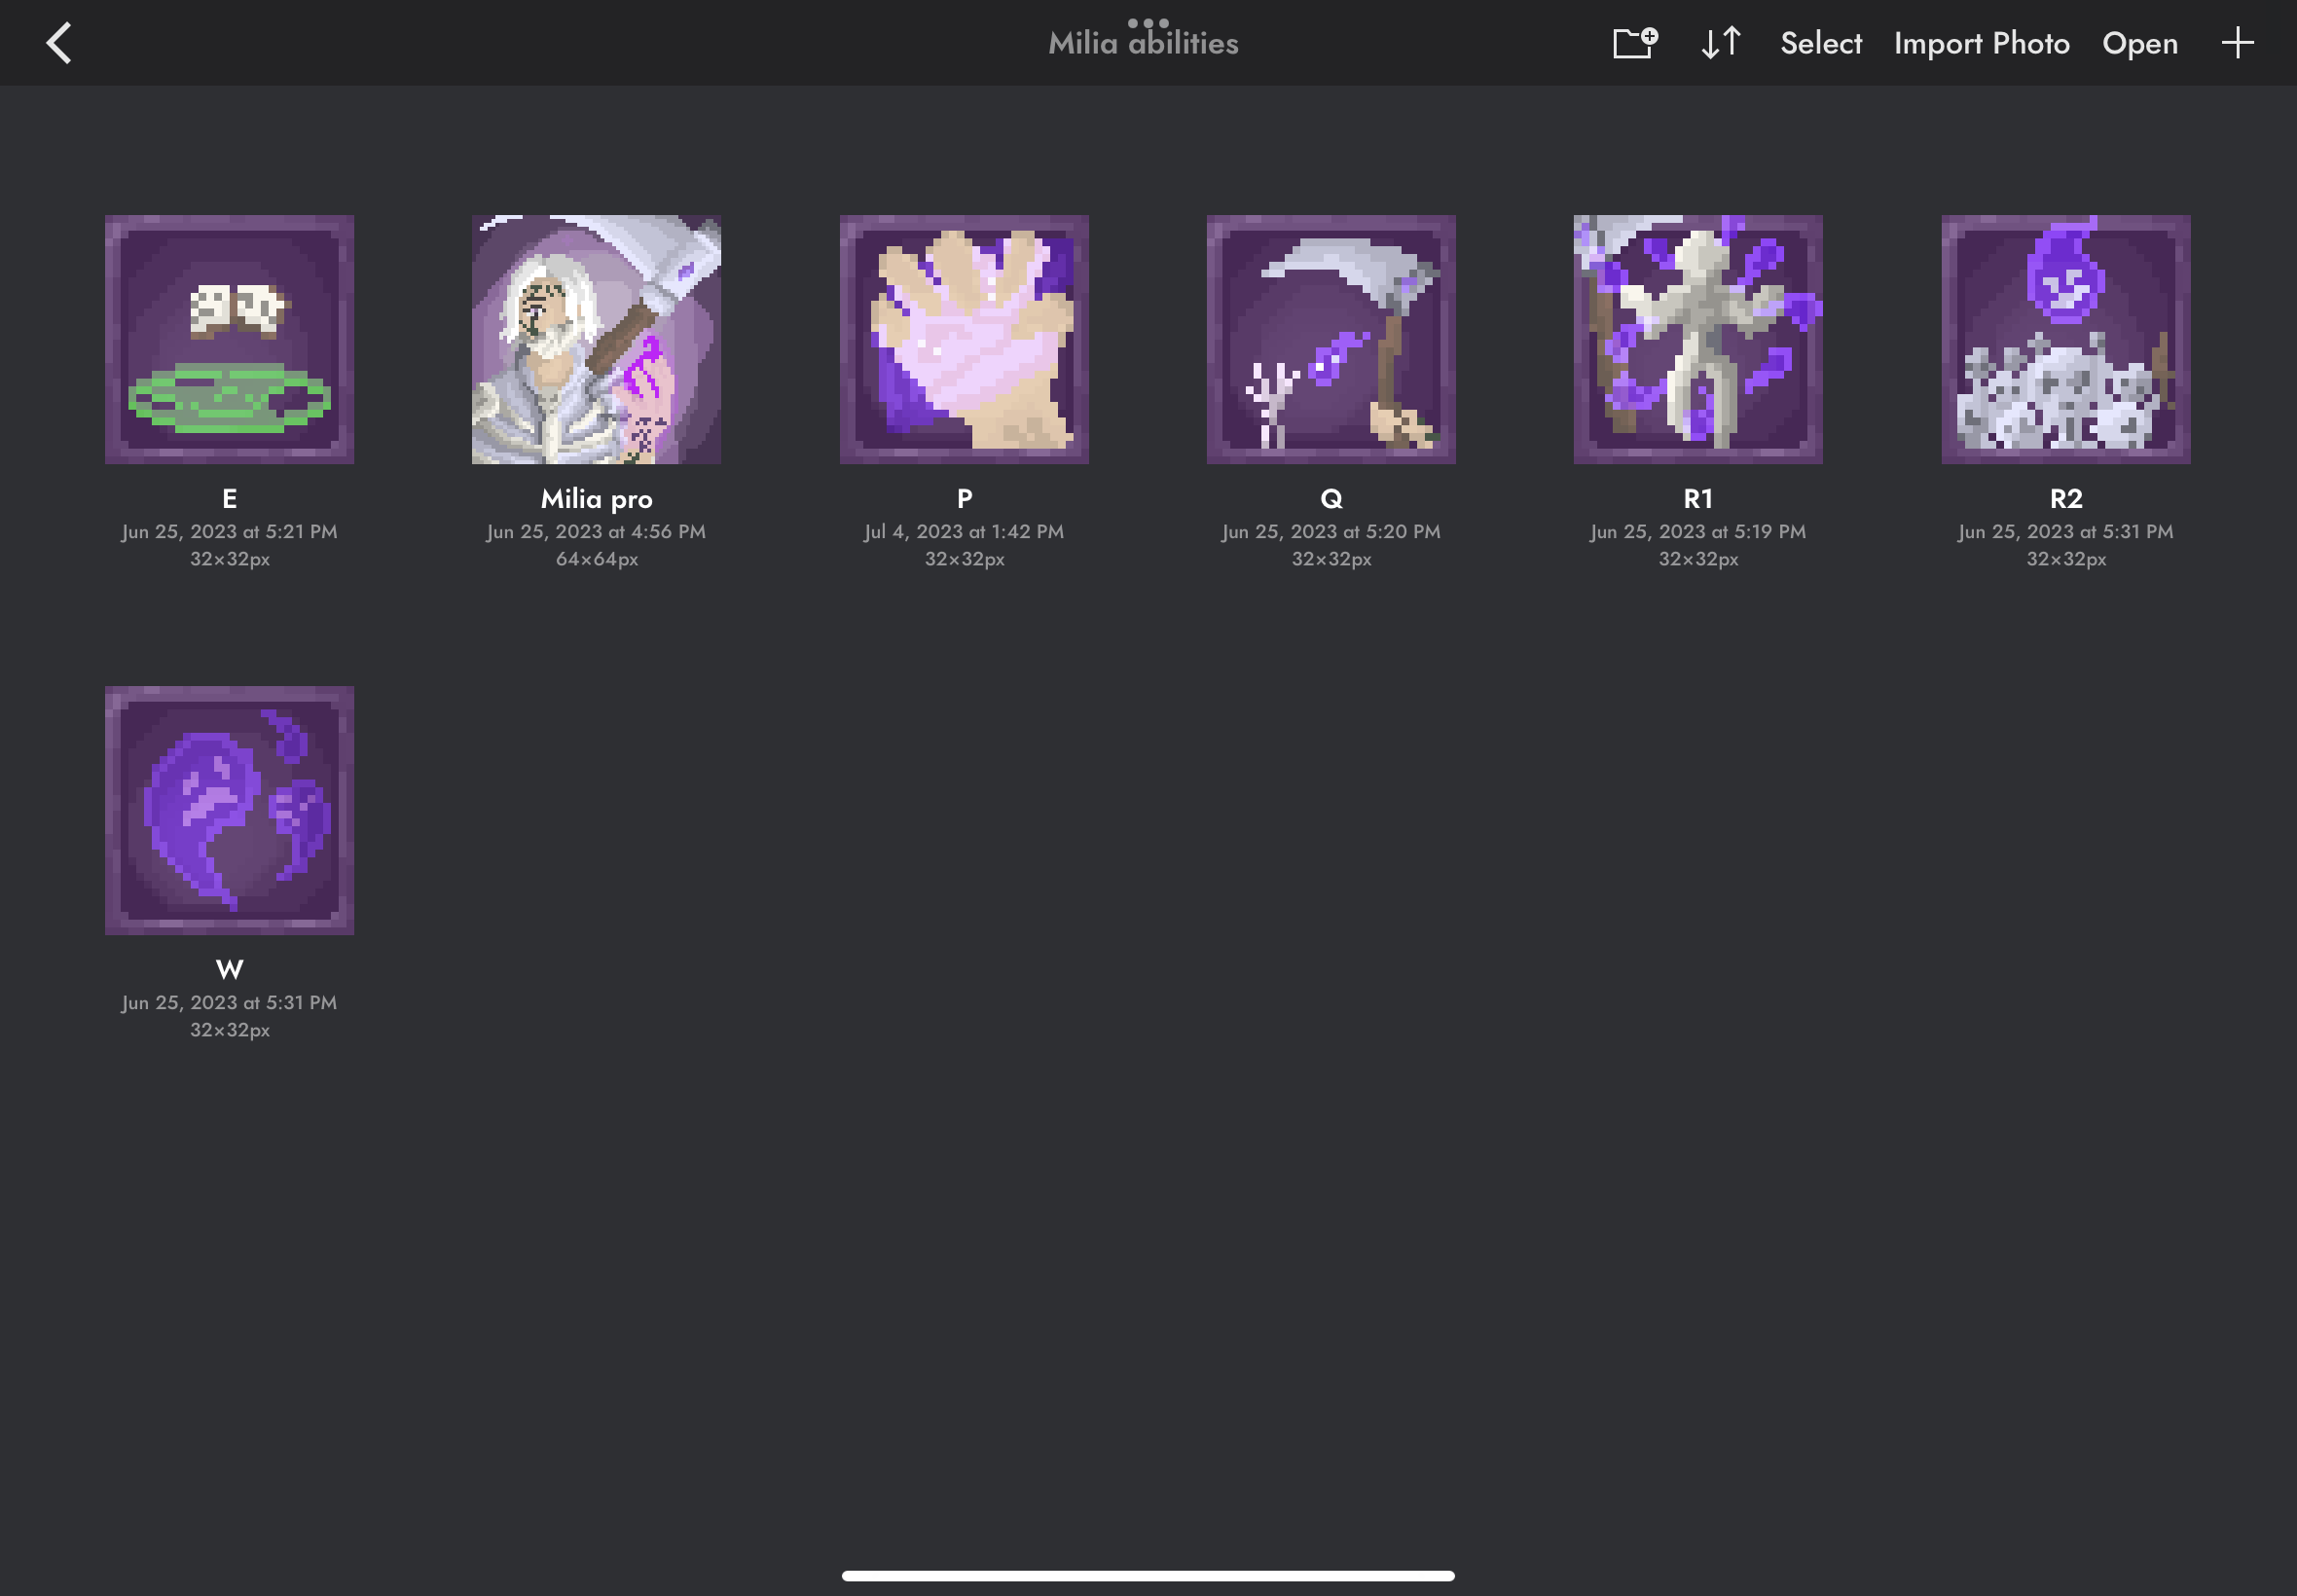 Milia abilities
Select
Import Photo
Open
E
Jun 25, 2023 at 5:21 PM
32×32px
Milia pro
Jun 25, 2023 at 4:56 PM
64×64px
P
Jul 4, 2023 at 1:42 PM
32×32px
Q
Jun 25, 2023 at 5:20 PM
32×32px
R1
Jun 25, 2023 at 5:19 PM
32×32px
R2
Jun 25, 2023 at 5:31 PM
32×32px
W
Jun 25, 2023 at 5:31 PM
32×32px